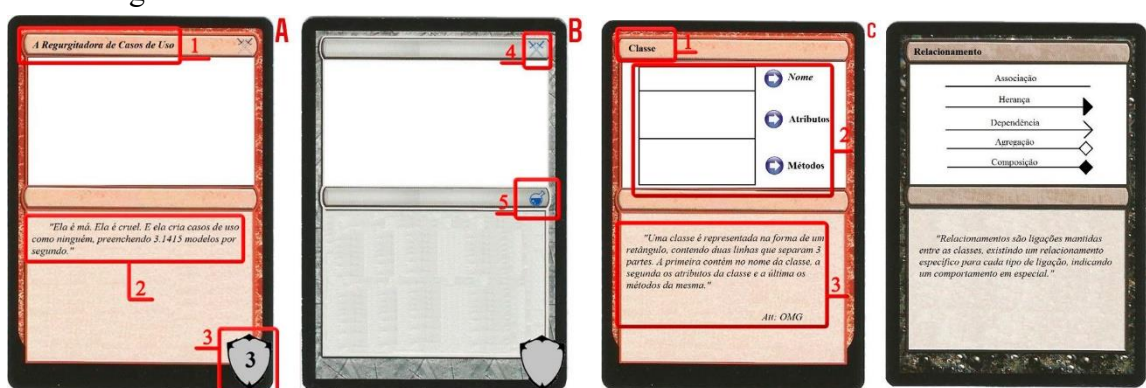 A
A Regurgitadora de Casos de Uso
1
"Ela é má. Ela é cruel. E ela cria casos de uso
como ninguém, preenchendo 3.1415 modelos por
segundo."
2
3
3
B
4
5
C
Classe
1
Nome
Atributos
Métodos
2
"Uma classe é representada na forma de um
retângulo, contendo duas linhas que separam 3
partes. A primeira contêm no nome da classe, a
segunda os atributos da classe e a última os
métodos da mesma."
Att: OMG
3
Relacionamento
Associação
Herança
Dependência
Agregação
Composição
"Relacionamentos são ligações mantidas
entre as classes, existindo um relacionamento
específico para cada tipo de ligação, indicando
um comportamento em especial."